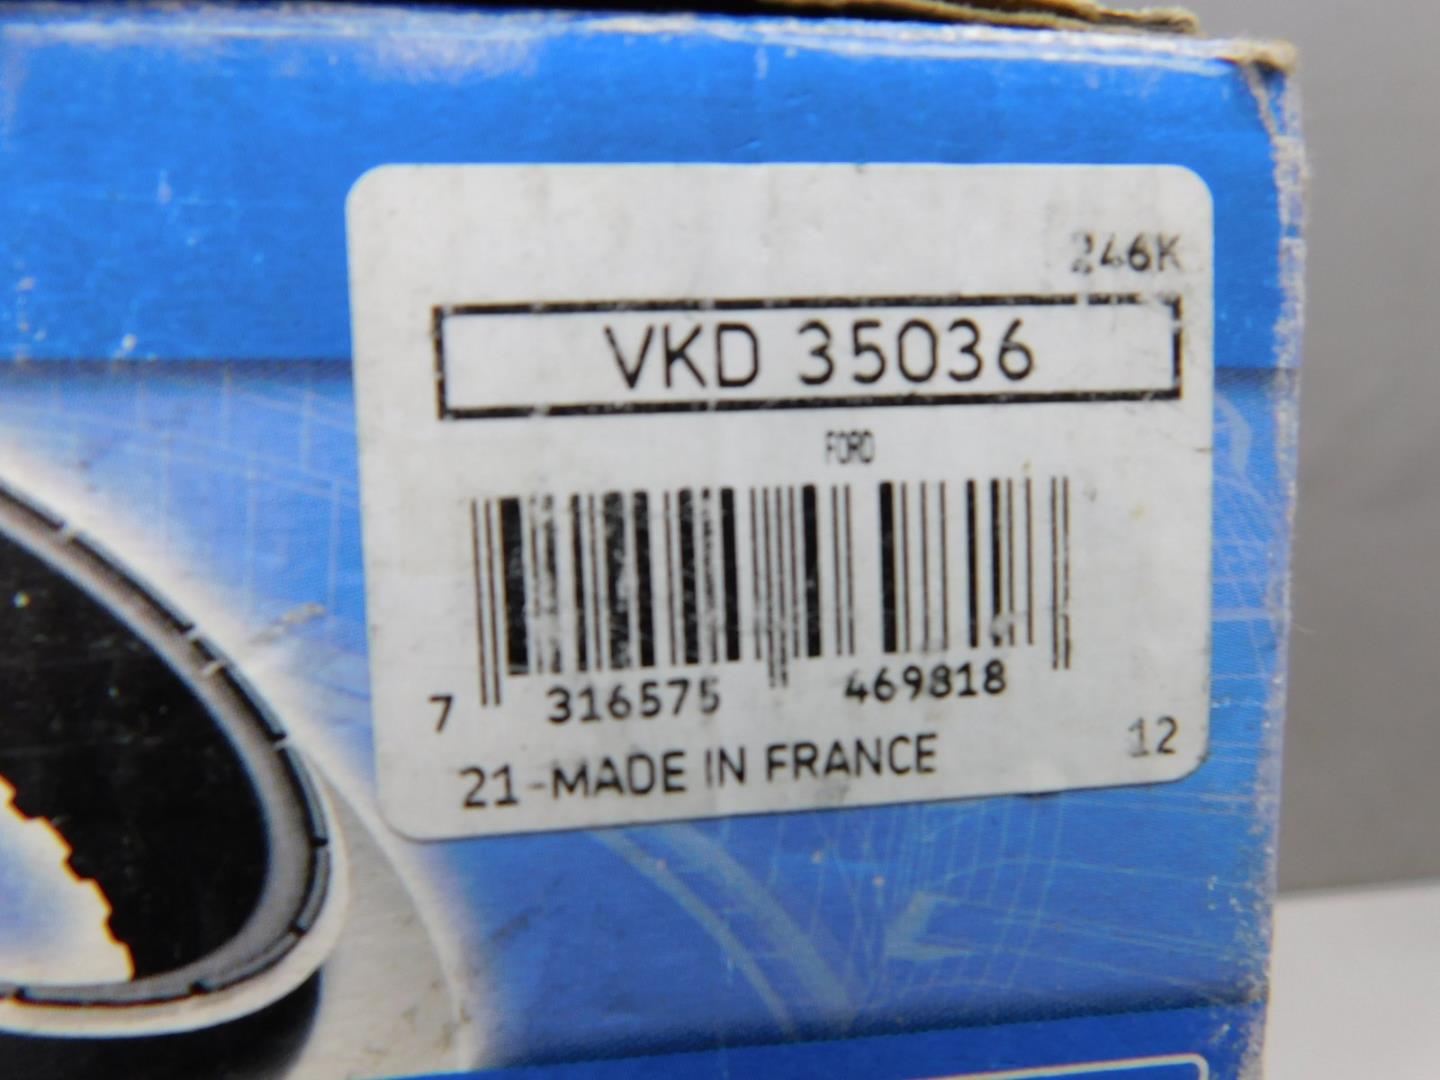 246K
VKD 35036
FORD
7 316575 469818
21-MADE IN FRANCE
12